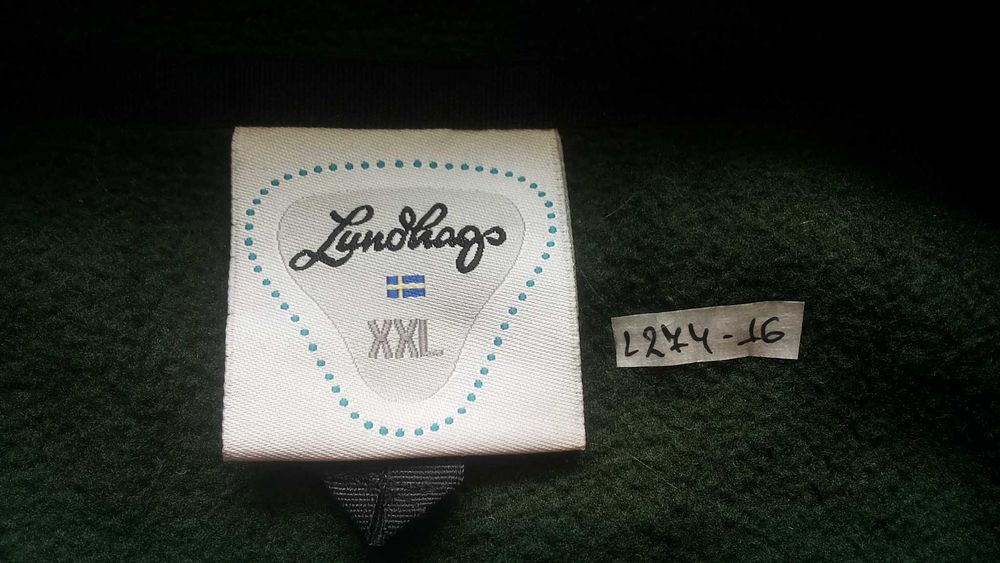 Lundhags
XXL
L274-16